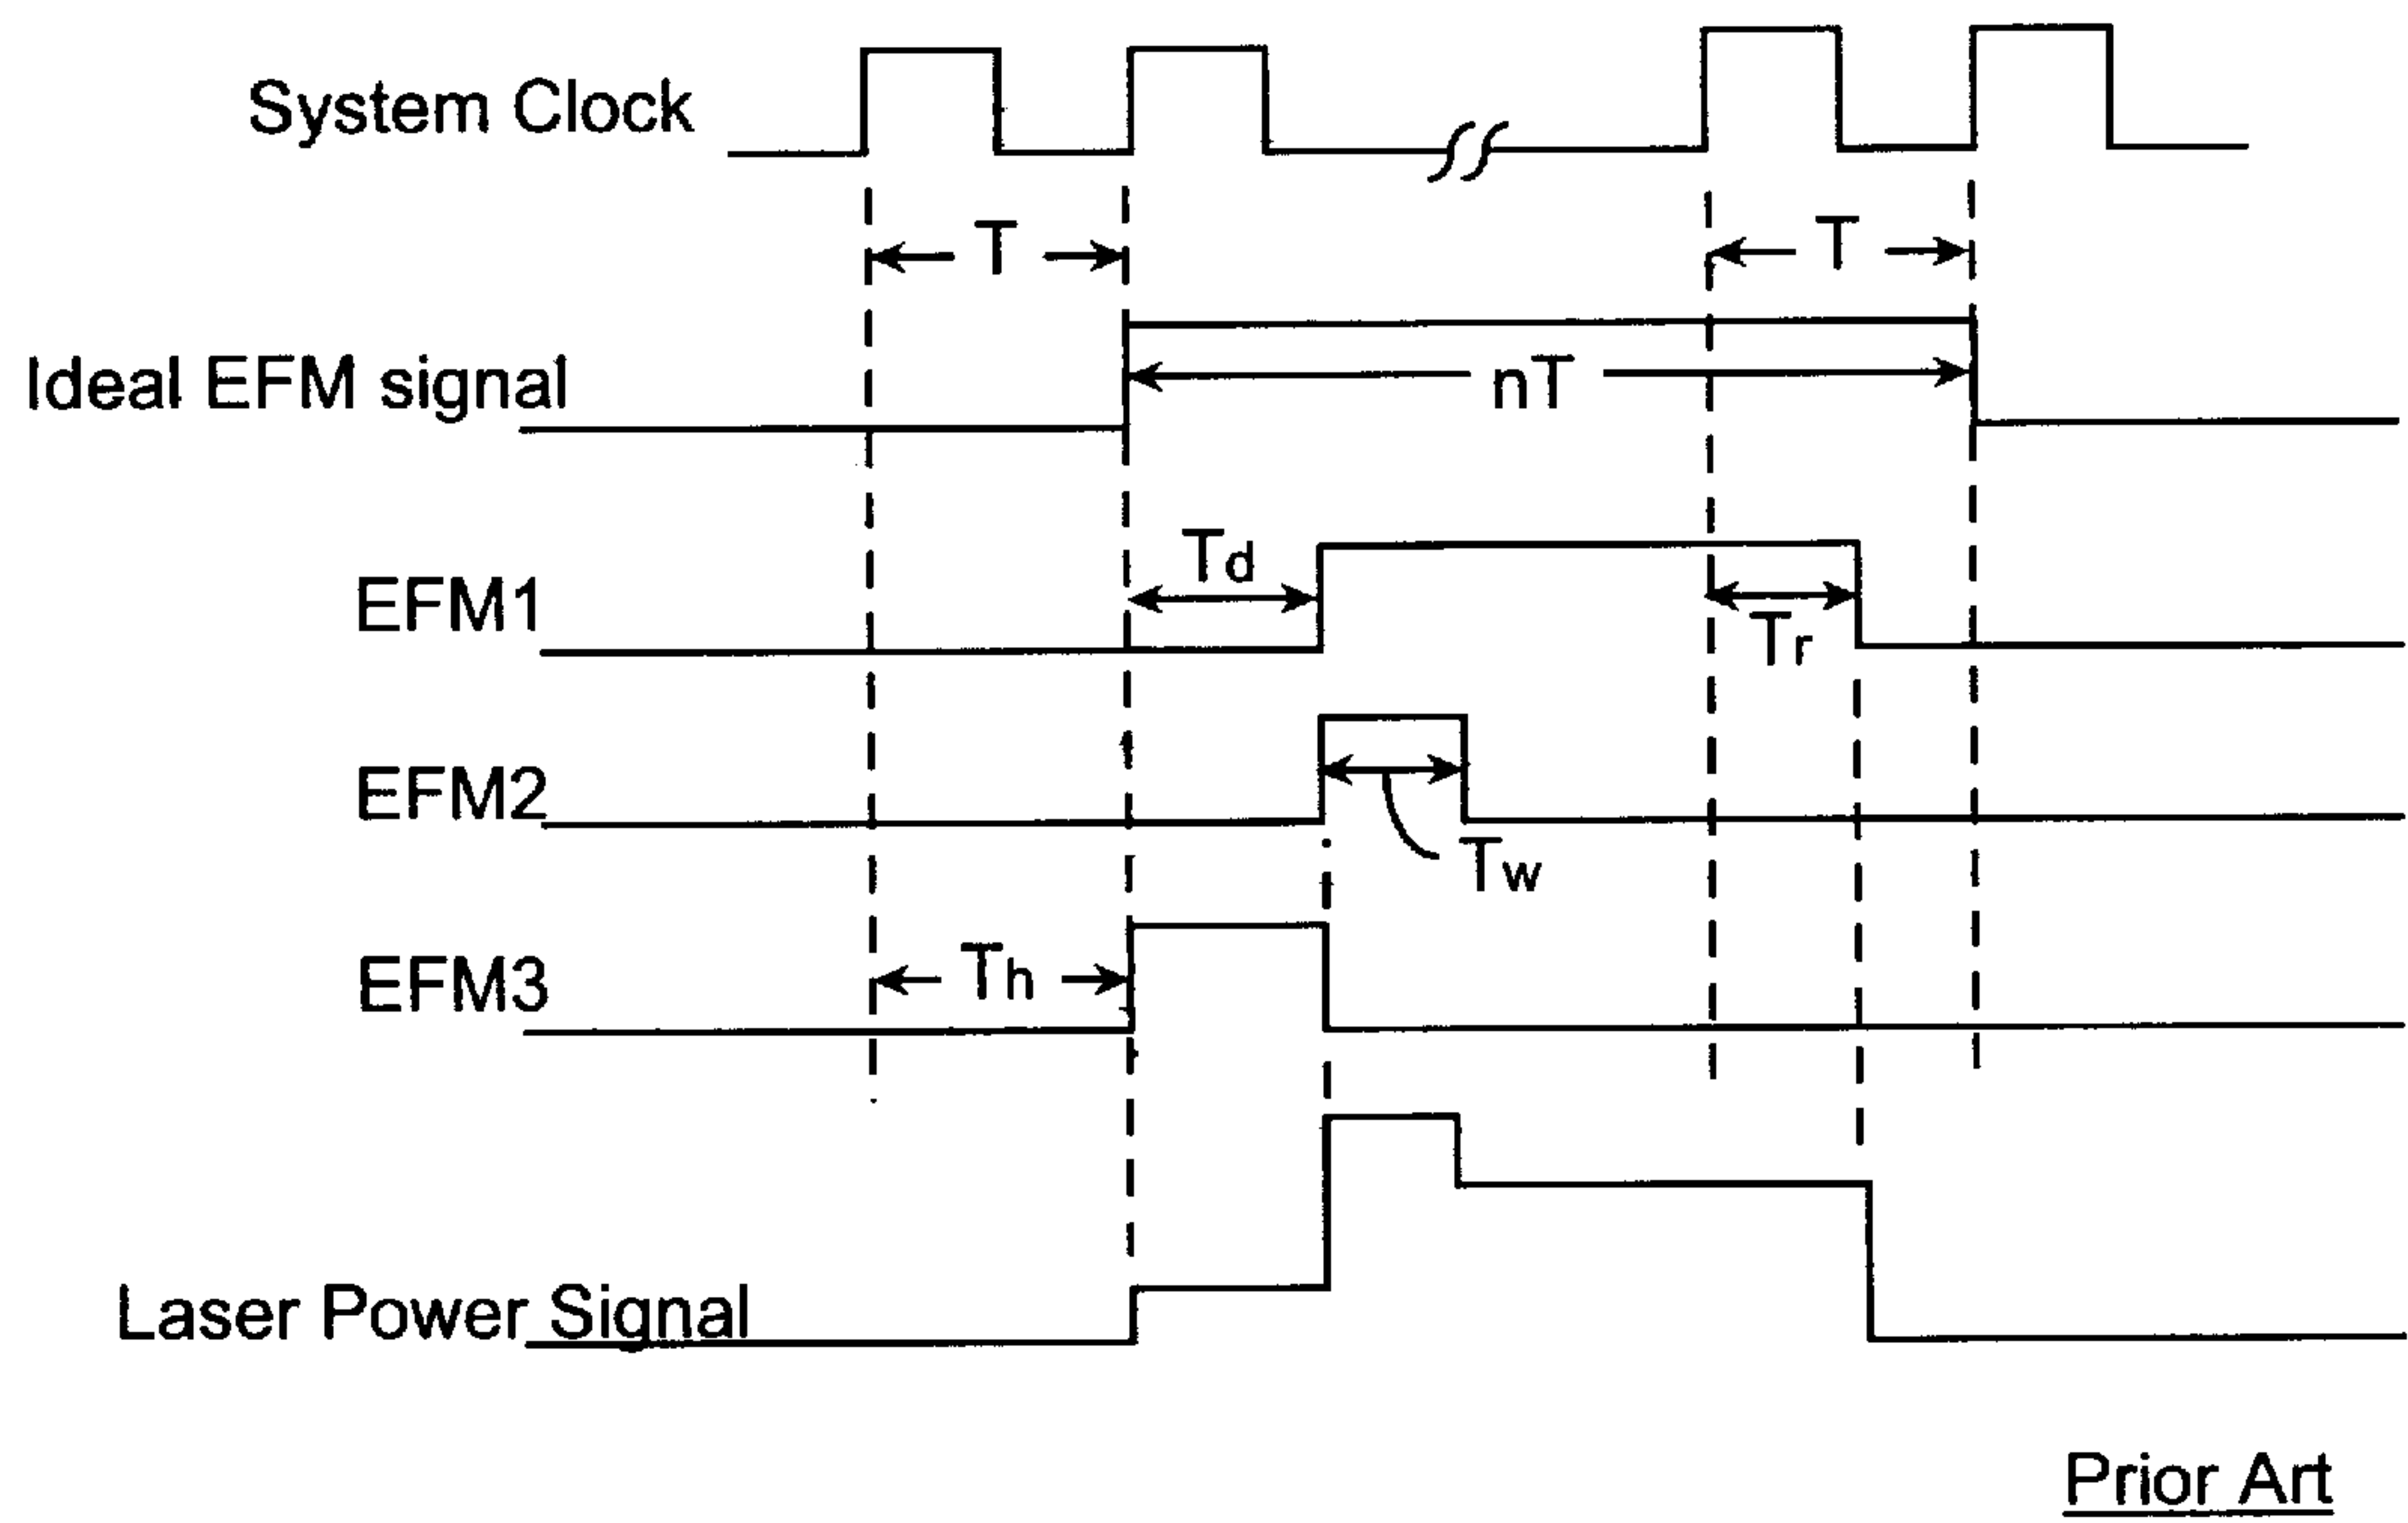 System Clock
T
T
Ideal EFM signal
nT
Td
EFM1
Tr
EFM2
Tw
EFM3
Th
Laser Power Signal
Prior Art